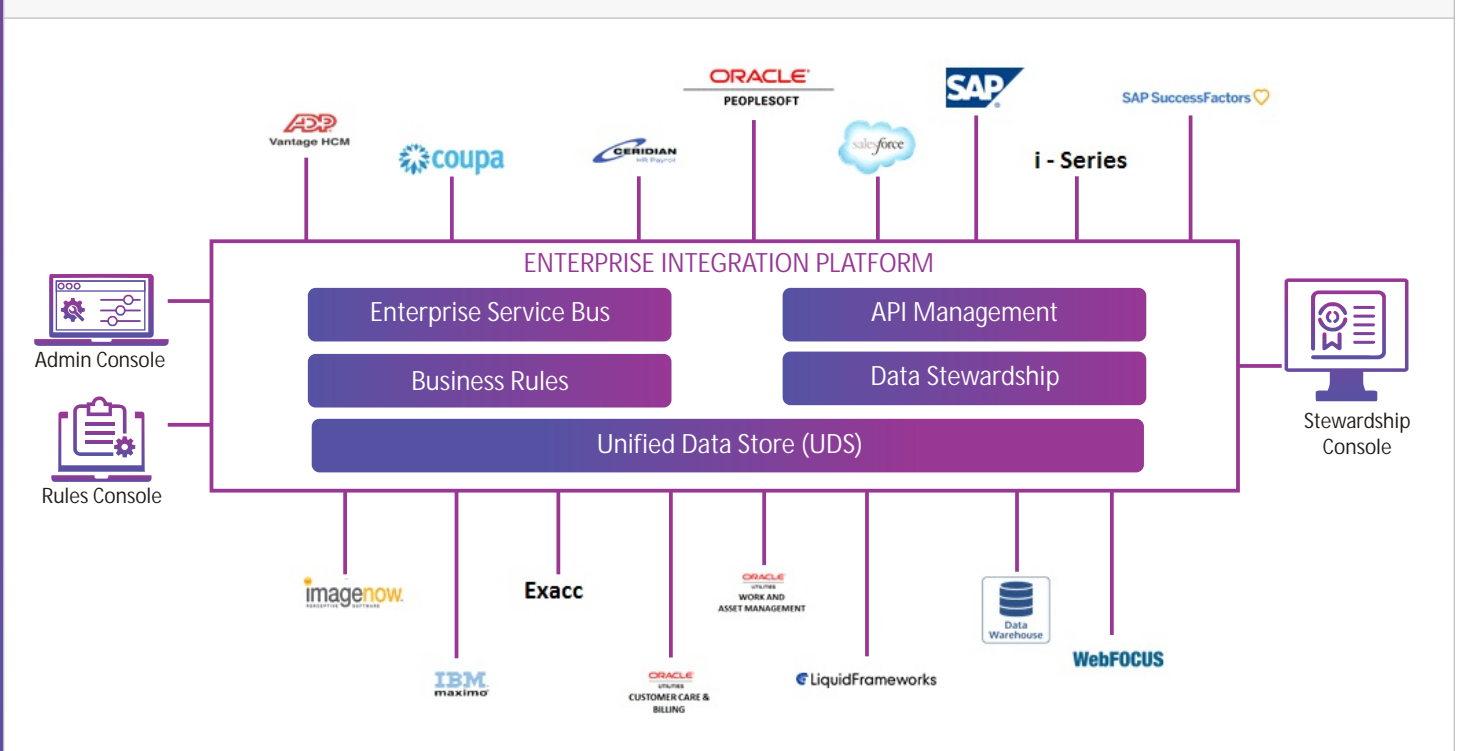 ORACLE
PEOPLESOFT
SAP
SAP SuccessFactors
ADP
Vantage HCM
coupa
CERIDIAN
HR Payroll
salesforce
i - Series
ENTERPRISE INTEGRATION PLATFORM
Enterprise Service Bus
API Management
Business Rules
Data Stewardship
Unified Data Store (UDS)
Admin Console
Rules Console
Stewardship
Console
imagenow.
PERCEPTIVE SOFTWARE
Exacc
ORACLE
UTILITIES
WORK AND
ASSET MANAGEMENT
Data
Warehouse
WebFOCUS
IBM.
maximo
ORACLE
UTILITIES
CUSTOMER CARE &
BILLING
LiquidFrameworks